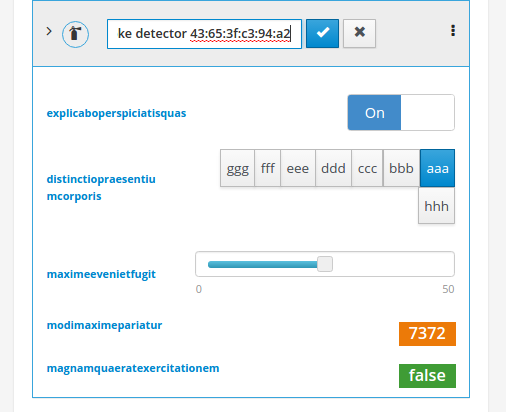 ke detector 43:65:3f:c3:94:a2
explicaboperspiciatisquas
On
distinctiopraesentiu
mcorporis
ggg fff eee ddd ccc bbb aaa
hhh
maximeevenietfugit
0 50
modimaximepariatur
7372
magnamquaeratexercitationem
false